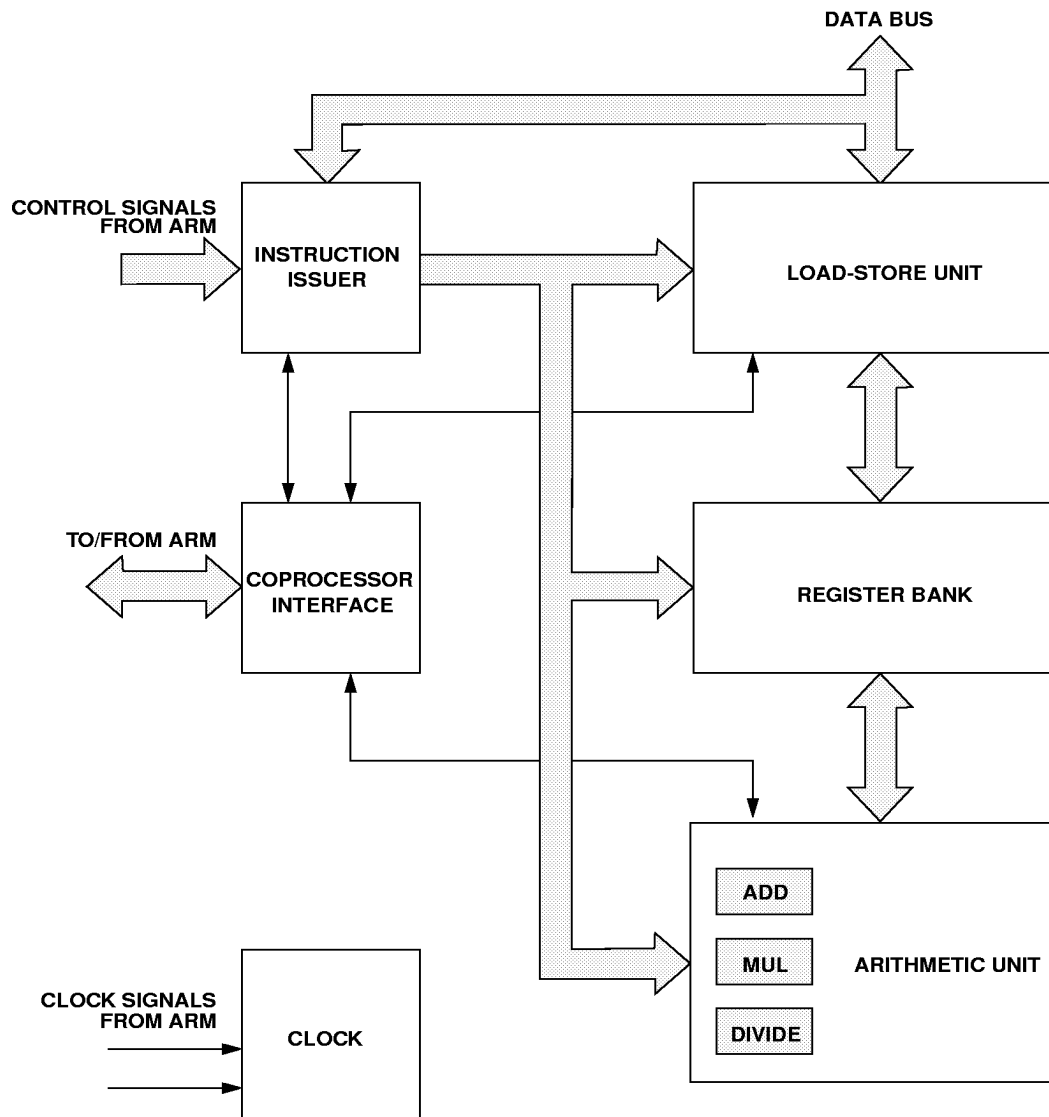 DATA BUS
CONTROL SIGNALS
FROM ARM
INSTRUCTION
ISSUER
LOAD-STORE UNIT
TO/FROM ARM
COPROCESSOR
INTERFACE
REGISTER BANK
ADD
MUL
ARITHMETIC UNIT
DIVIDE
CLOCK SIGNALS
FROM ARM
CLOCK